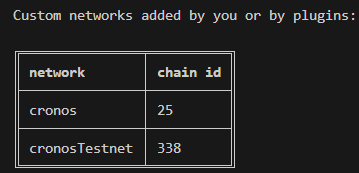 Custom networks added by you or by plugins:
network chain id
cronos 25
cronosTestnet 338